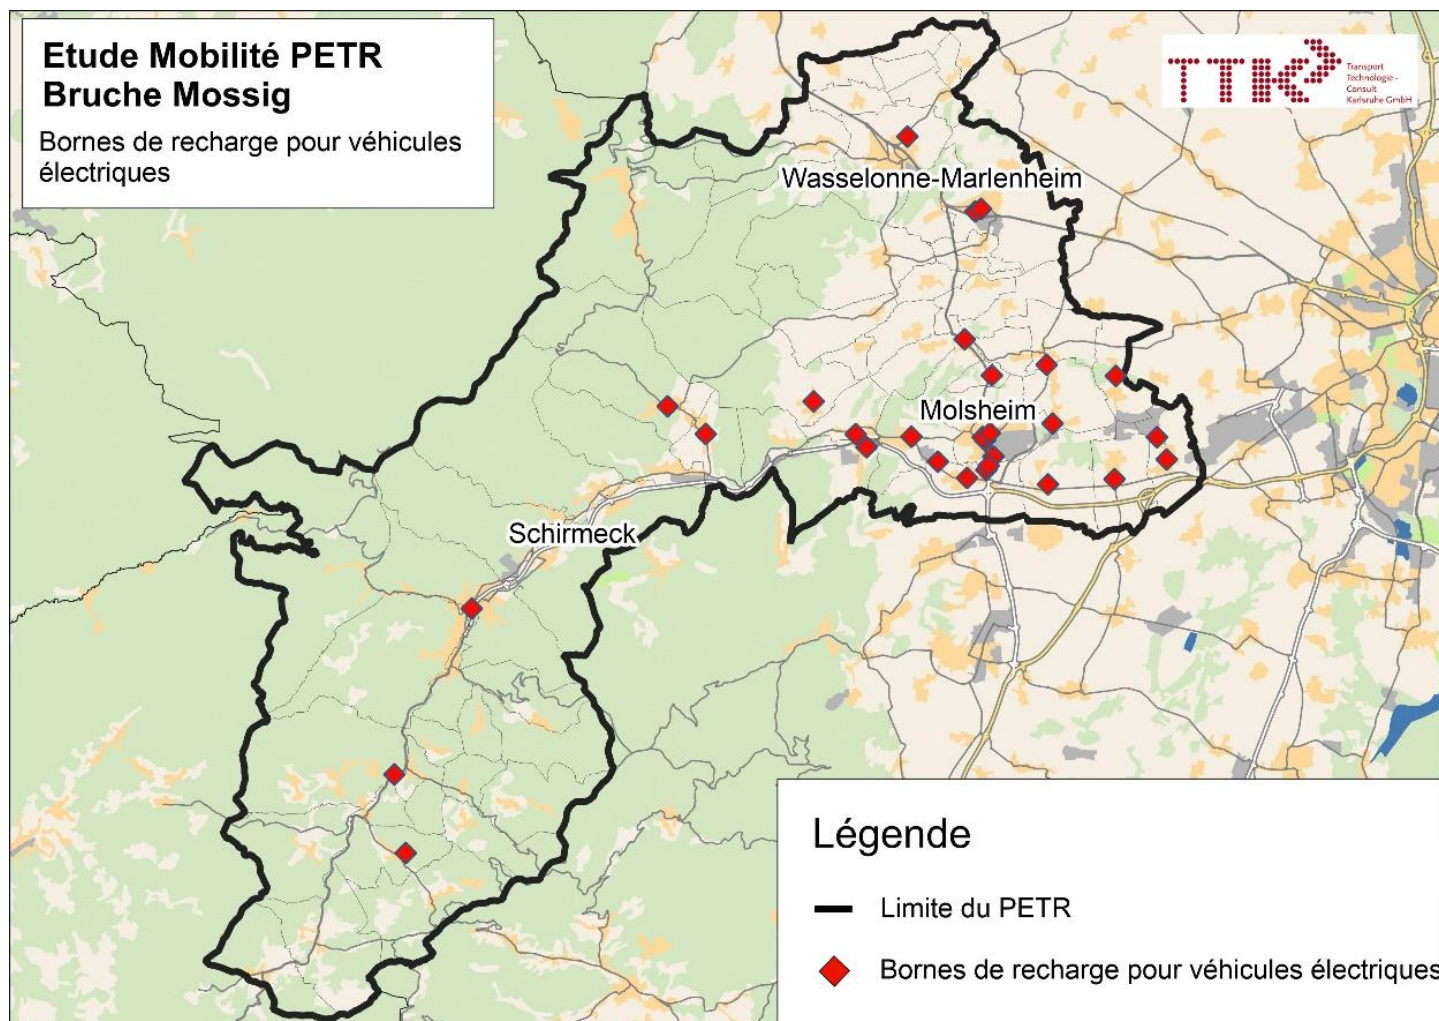 Etude Mobilité PETR
Bruche Mossig
Bornes de recharge pour véhicules
électriques
TTK
Transport
Technologie -
Consult
Karlsruhe GmbH
Wasselonne-Marlenheim
Molsheim
Schirmeck
Légende
Limite du PETR
Bornes de recharge pour véhicules électriques